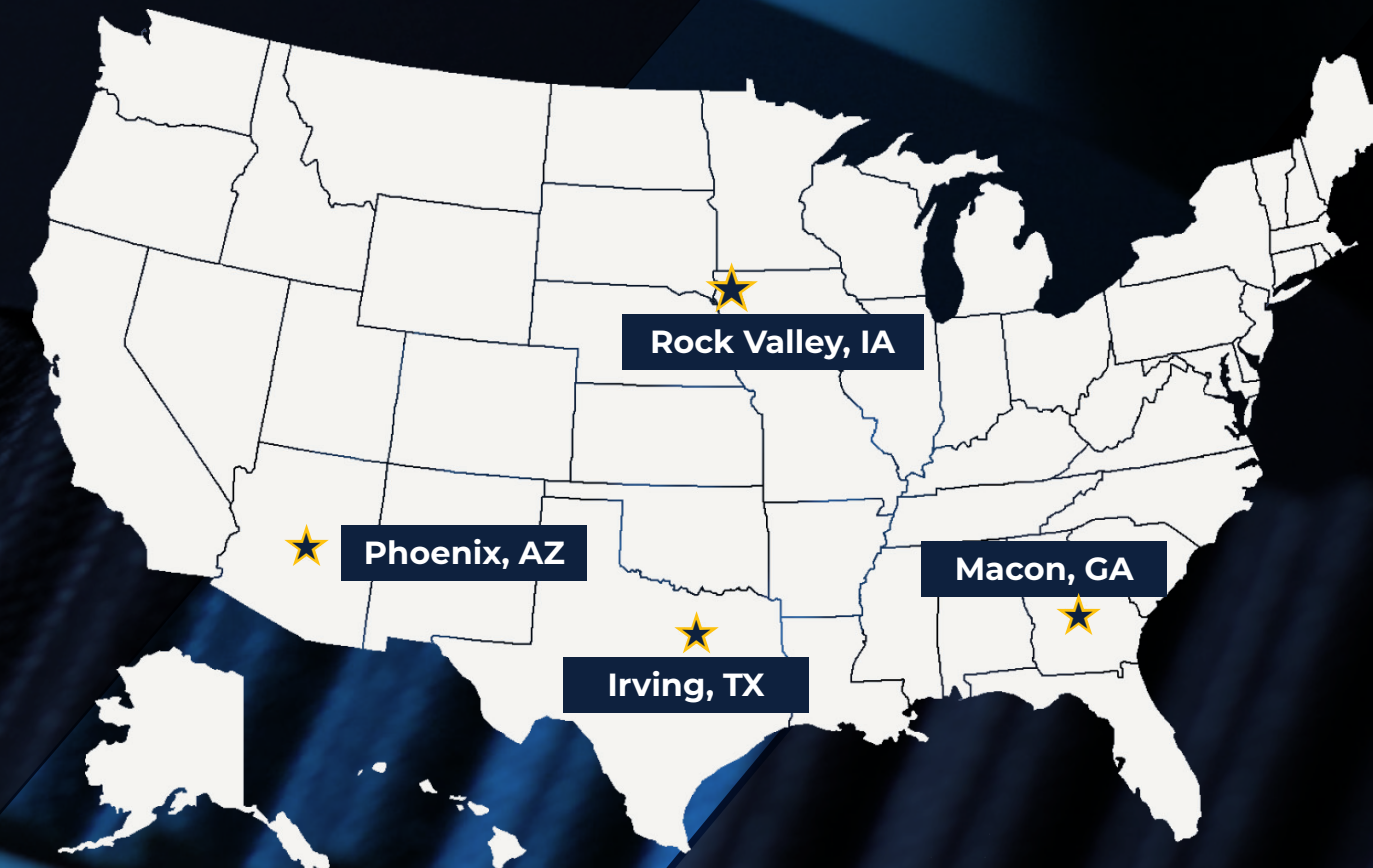 Rock Valley, IA
Phoenix, AZ
Macon, GA
Irving, TX